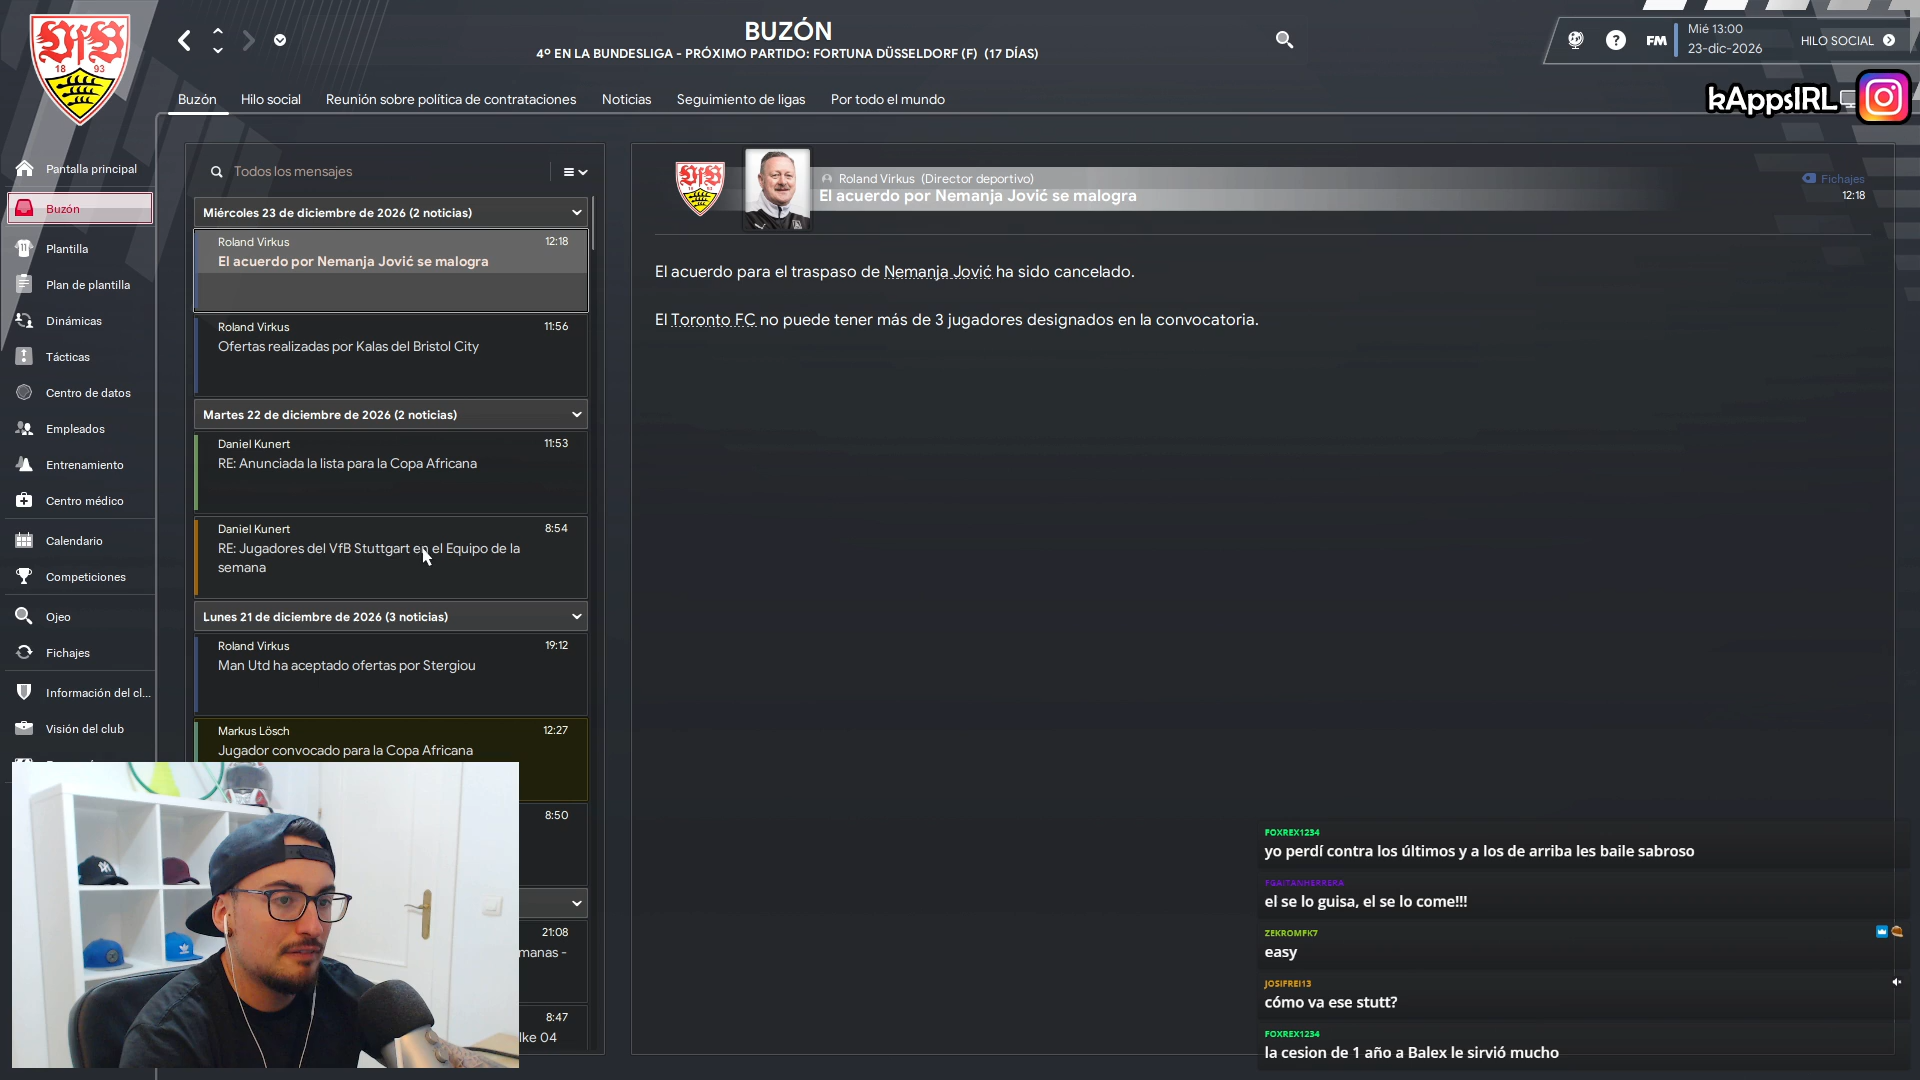 BUZÓN
4º EN LA BUNDESLIGA - PRÓXIMO PARTIDO: FORTUNA DÜSSELDORF (F) (17 DÍAS)
FM
Mié 13:00
23-dic-2026
HILO SOCIAL
18 93
kAppsIRL
Buzón
Hilo social
Reunión sobre política de contrataciones
Noticias
Seguimiento de ligas
Por todo el mundo
Pantalla principal
Buzón
Plantilla
Plan de plantilla
Dinámicas
Tácticas
Centro de datos
Empleados
Entrenamiento
Centro médico
Calendario
Competiciones
Ojeo
Fichajes
Información del cl...
Visión del club
Todos los mensajes
Miércoles 23 de diciembre de 2026 (2 noticias)
Roland Virkus 12:18
El acuerdo por Nemanja Jović se malogra
Roland Virkus 11:56
Ofertas realizadas por Kalas del Bristol City
Martes 22 de diciembre de 2026 (2 noticias)
Daniel Kunert 11:53
RE: Anunciada la lista para la Copa Africana
Daniel Kunert 8:54
RE: Jugadores del VfB Stuttgart en el Equipo de la
semana
Lunes 21 de diciembre de 2026 (3 noticias)
Roland Virkus 19:12
Man Utd ha aceptado ofertas por Stergiou
Markus Lösch 12:27
Jugador convocado para la Copa Africana
8:50
21:08
manas -
8:47
lke 04
Roland Virkus (Director deportivo)
El acuerdo por Nemanja Jović se malogra
Fichajes
12:18
El acuerdo para el traspaso de Nemanja Jović ha sido cancelado.
El Toronto FC no puede tener más de 3 jugadores designados en la convocatoria.
FOXREX1234
yo perdí contra los últimos y a los de arriba les baile sabroso
FGAITANHERRERA
el se lo guisa, el se lo come!!!
ZEKROMFK7
easy
JOSIFREI13
cómo va ese stutt?
FOXREX1234
la cesion de 1 año a Balex le sirvió mucho